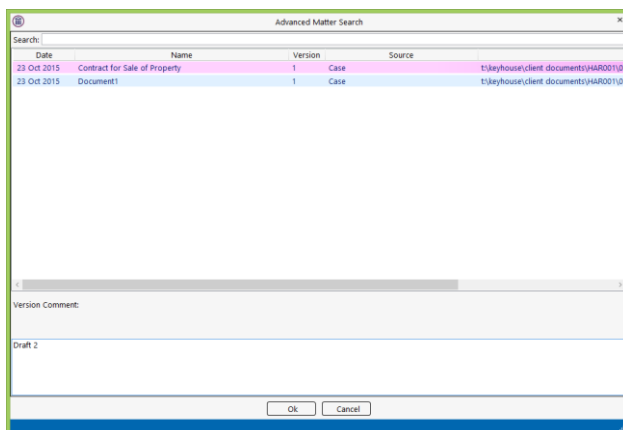 Advanced Matter Search
Search:
Date Name Version Source
23 Oct 2015 Contract for Sale of Property 1 Case t:\keyhouse\client documents\HAR001\0
23 Oct 2015 Document1 1 Case t:\keyhouse\client documents\HAR001\0
Version Comment:
Draft 2
Ok Cancel